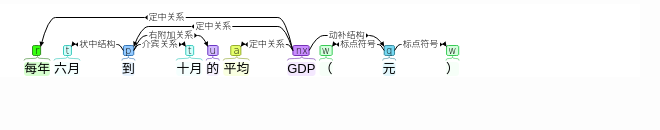 定中关系
定中关系
右附加关系 动补结构
状中结构 介宾关系 定中关系 标点符号 标点符号
r t p t u a nx w q w
每年 六月 到 十月 的 平均 GDP （ 元 ）